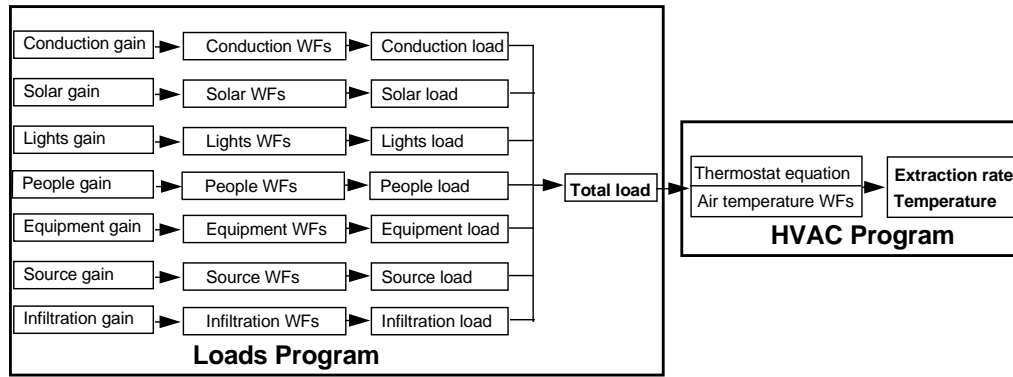 Conduction gain Conduction WFs Conduction load
Solar gain Solar WFs Solar load
Lights gain Lights WFs Lights load
People gain People WFs People load
Equipment gain Equipment WFs Equipment load
Source gain Source WFs Source load
Infiltration gain Infiltration WFs Infiltration load
Loads Program
Total load
Thermostat equation
Air temperature WFs
Extraction rate
Temperature
HVAC Program